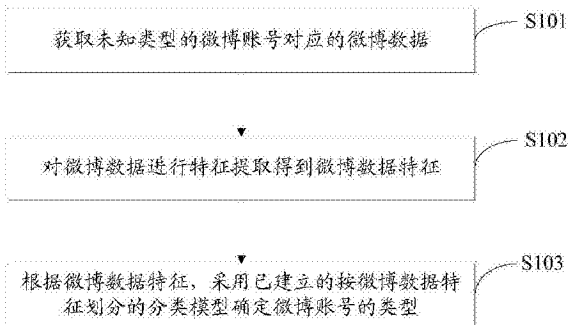 获取未知类型的微博账号对应的微博数据
S101
对微博数据进行特征提取得到微博数据特征
S102
根据微博数据特征，采用已建立的按微博数据特
征划分的分类模型确定微博账号的类型
S103